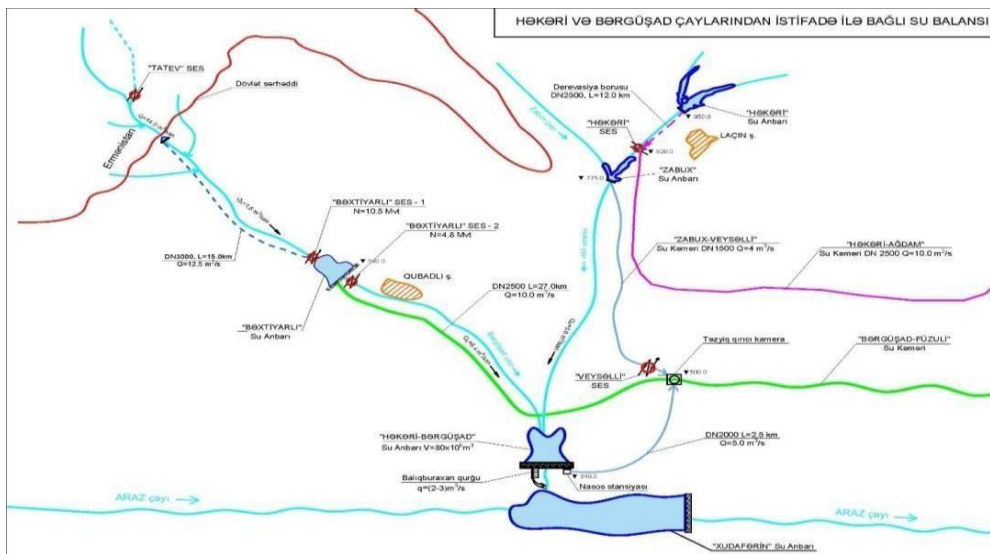 HƏKƏRİ VƏ BƏRGÜŞAD ÇAYLARINDAN İSTİFADƏ İLƏ BAĞLI SU BALANSI
"TATEV" SES
Dövlət sərhəddi
Ermənistan
Derevasiya borusu
DN2500, L=12.0 km
"HƏKƏRİ"
Su Anbarı
"HƏKƏRİ"
SES
LAÇIN ş.
Zabux çayı
"ZABUX"
Su Anbarı
"BƏXTİYARLI" SES - 1
N=10.5 Mvt
"BƏXTİYARLI" SES - 2
N=4.8 Mvt
"ZABUX-VEYSƏLLİ"
Su Kəməri DN1500 Q=4 m³/s
"HƏKƏRİ-AĞDAM"
Su Kəməri DN 2500 Q=10.0 m³/s
DN3000, L=15.0km
Q=12.5 m³/s
QUBADLI ş.
DN2500 L=27.0km
Q=10.0 m³/s
"BƏXTİYARLI"
Su Anbarı
Bərgüşad çayı
Təzyiq qırıcı kamera
"BƏRGÜŞAD-FÜZULİ"
Su Kəməri
"VEYSƏLLİ"
SES
"HƏKƏRİ-BƏRGÜŞAD"
Su Anbarı V=80x10⁶m³
DN2000 L=2.5 km
Q=5.0 m³/s
Balıqburaxan qurğu
q=(2-3)m³/s
Nasos stansiyası
ARAZ çayı
ARAZ çayı
"XUDAFƏRİN" Su Anbarı